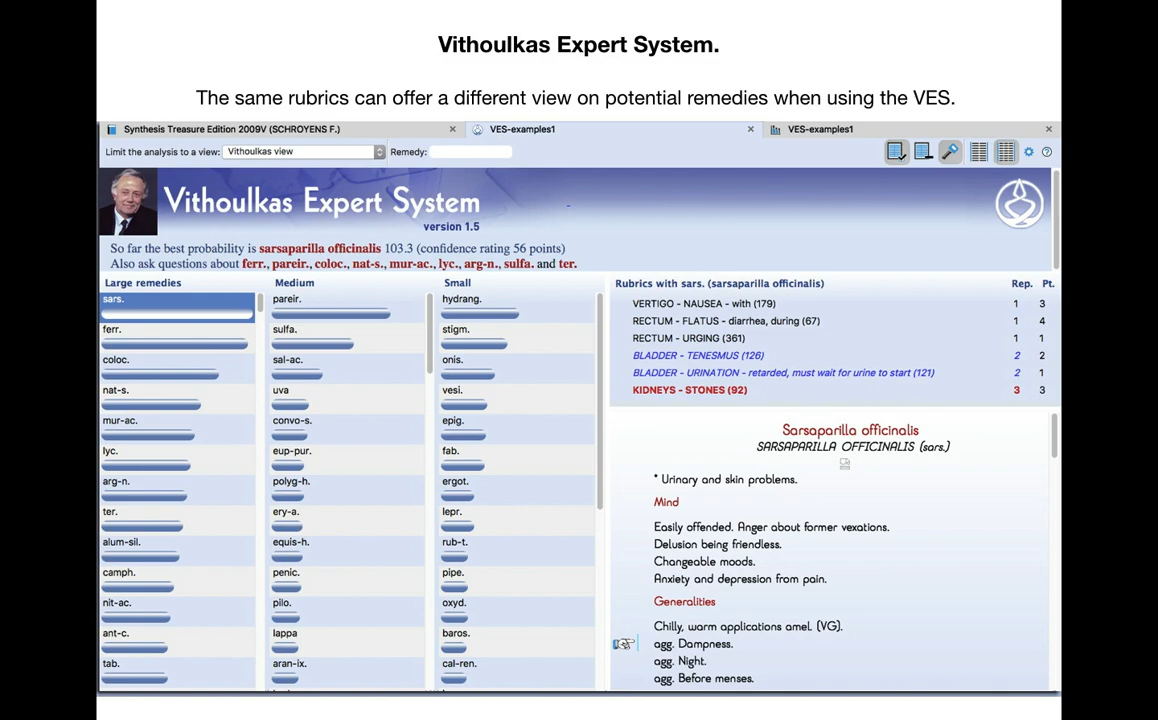 Vithoulkas Expert System.
The same rubrics can offer a different view on potential remedies when using the VES.
Synthesis Treasure Edition 2009V (SCHROYENS F.)
VES-examples1
VES-examples1
Limit the analysis to a view: Vithoulkas view Remedy:
Vithoulkas Expert System
version 1.5
So far the best probability is sarsaparilla officinalis 103.3 (confidence rating 56 points)
Also ask questions about ferr., pareir., coloc., nat-s., mur-ac., lyc., arg-n., sulfa. and ter.
Large remedies
sars.
ferr.
coloc.
nat-s.
mur-ac.
lyc.
arg-n.
ter.
alum-sil.
camph.
nit-ac.
ant-c.
tab.
Medium
pareir.
sulfa.
sal-ac.
uva
convo-s.
eup-pur.
polyg-h.
ery-a.
equis-h.
penic.
pilo.
lappa
aran-ix.
Small
hydrang.
stigm.
onis.
vesi.
epig.
fab.
ergot.
lepr.
rub-t.
pipe.
oxyd.
baros.
cal-ren.
Rubrics with sars. (sarsaparilla officinalis) Rep. Pt.
VERTIGO - NAUSEA - with (179) 1 3
RECTUM - FLATUS - diarrhea, during (67) 1 4
RECTUM - URGING (361) 1 1
BLADDER - TENESMUS (126) 2 2
BLADDER - URINATION - retarded, must wait for urine to start (121) 2 1
KIDNEYS - STONES (92) 3 3
Sarsaparilla officinalis
SARSAPARILLA OFFICINALIS (sars.)
* Urinary and skin problems.
Mind
Easily offended. Anger about former vexations.
Delusion being friendless.
Changeable moods.
Anxiety and depression from pain.
Generalities
Chilly, warm applications amel. (VG).
agg. Dampness.
agg. Night.
agg. Before menses.